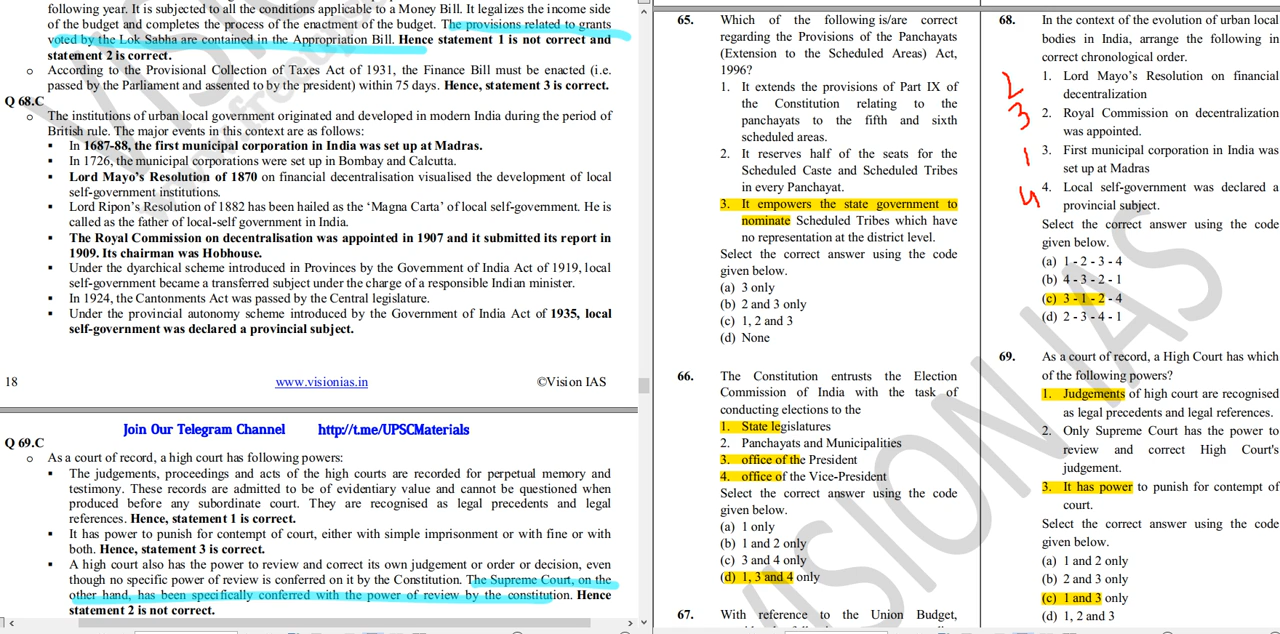 following year. It is subjected to all the conditions applicable to a Money Bill. It legalizes the income side
of the budget and completes the process of the enactment of the budget. The provisions related to grants
voted by the Lok Sabha are contained in the Appropriation Bill. Hence statement 1 is not correct and
statement 2 is correct.
o According to the Provisional Collection of Taxes Act of 1931, the Finance Bill must be enacted (i.e.
passed by the Parliament and assented to by the president) within 75 days. Hence, statement 3 is correct.
Q 68.C
o The institutions of urban local government originated and developed in modern India during the period of
British rule. The major events in this context are as follows:
▪ In 1687-88, the first municipal corporation in India was set up at Madras.
▪ In 1726, the municipal corporations were set up in Bombay and Calcutta.
▪ Lord Mayo's Resolution of 1870 on financial decentralisation visualised the development of local
self-government institutions.
▪ Lord Ripon's Resolution of 1882 has been hailed as the 'Magna Carta' of local self-government. He is
called as the father of local-self government in India.
▪ The Royal Commission on decentralisation was appointed in 1907 and it submitted its report in
1909. Its chairman was Hobhouse.
▪ Under the dyarchical scheme introduced in Provinces by the Government of India Act of 1919, local
self-government became a transferred subject under the charge of a responsible Indian minister.
▪ In 1924, the Cantonments Act was passed by the Central legislature.
▪ Under the provincial autonomy scheme introduced by the Government of India Act of 1935, local
self-government was declared a provincial subject.
18 www.visionias.in ©Vision IAS
Join Our Telegram Channel http://t.me/UPSCMaterials
Q 69.C
o As a court of record, a high court has following powers:
▪ The judgements, proceedings and acts of the high courts are recorded for perpetual memory and
testimony. These records are admitted to be of evidentiary value and cannot be questioned when
produced before any subordinate court. They are recognised as legal precedents and legal
references. Hence, statement 1 is correct.
▪ It has power to punish for contempt of court, either with simple imprisonment or with fine or with
both. Hence, statement 3 is correct.
▪ A high court also has the power to review and correct its own judgement or order or decision, even
though no specific power of review is conferred on it by the Constitution. The Supreme Court, on the
other hand, has been specifically conferred with the power of review by the constitution. Hence
statement 2 is not correct.
65. Which of the following is/are correct
regarding the Provisions of the Panchayats
(Extension to the Scheduled Areas) Act,
1996?
1. It extends the provisions of Part IX of
the Constitution relating to the
panchayats to the fifth and sixth
scheduled areas.
2. It reserves half of the seats for the
Scheduled Caste and Scheduled Tribes
in every Panchayat.
3. It empowers the state government to
nominate Scheduled Tribes which have
no representation at the district level.
Select the correct answer using the code
given below.
(a) 3 only
(b) 2 and 3 only
(c) 1, 2 and 3
(d) None
66. The Constitution entrusts the Election
Commission of India with the task of
conducting elections to the
1. State legislatures
2. Panchayats and Municipalities
3. office of the President
4. office of the Vice-President
Select the correct answer using the code
given below.
(a) 1 only
(b) 1 and 2 only
(c) 3 and 4 only
(d) 1, 3 and 4 only
67. With reference to the Union Budget,
68. In the context of the evolution of urban local
bodies in India, arrange the following in
correct chronological order.
2 1. Lord Mayo's Resolution on financial
decentralization
3 2. Royal Commission on decentralization
was appointed.
1 3. First municipal corporation in India was
set up at Madras
4 4. Local self-government was declared a
provincial subject.
Select the correct answer using the code
given below.
(a) 1 - 2 - 3 - 4
(b) 4 - 3 - 2 - 1
(c) 3 - 1 - 2 - 4
(d) 2 - 3 - 4 - 1
69. As a court of record, a High Court has which
of the following powers?
1. Judgements of high court are recognised
as legal precedents and legal references.
2. Only Supreme Court has the power to
review and correct High Court's
judgement.
3. It has power to punish for contempt of
court.
Select the correct answer using the code
given below.
(a) 1 and 2 only
(b) 2 and 3 only
(c) 1 and 3 only
(d) 1, 2 and 3
VISION IAS